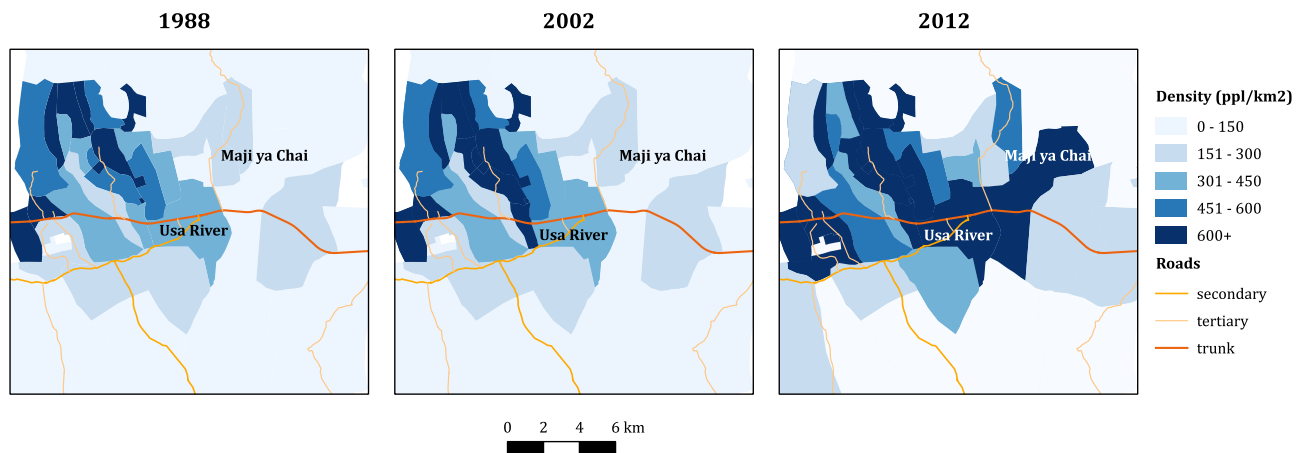 1988
2002
2012
Maji ya Chai
Usa River
Maji ya Chai
Usa River
Maji ya Chai
Usa River
Density (ppl/km2)
0 - 150
151 - 300
301 - 450
451 - 600
600+
Roads
secondary
tertiary
trunk
0 2 4 6 km